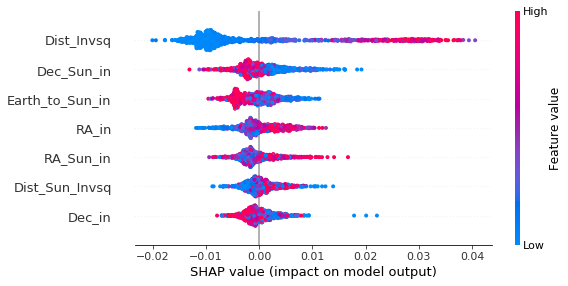 High
Dist_Invsq
Dec_Sun_in
Earth_to_Sun_in
RA_in
RA_Sun_in
Dist_Sun_Invsq
Dec_in
Feature value
Low
−0.02 −0.01 0.00 0.01 0.02 0.03 0.04
SHAP value (impact on model output)